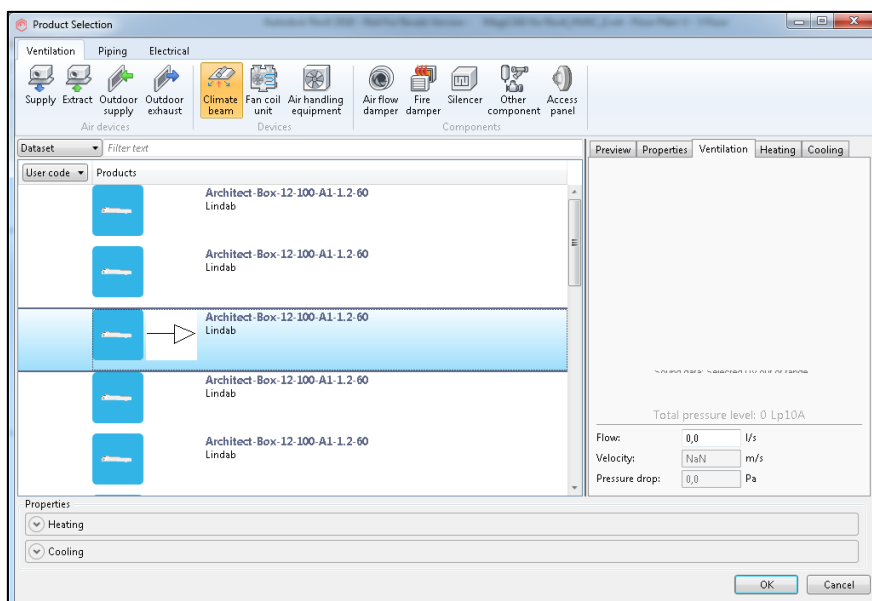 Product Selection
Ventilation Piping Electrical
Supply Extract Outdoor supply Outdoor exhaust Climate beam Fan coil unit Air handling equipment Air flow damper Fire damper Silencer Other component Access panel
Air devices Devices Components
Dataset Filter text
User code Products
Architect-Box-12-100-A1-1.2-60
Lindab
Architect-Box-12-100-A1-1.2-60
Lindab
Architect-Box-12-100-A1-1.2-60
Lindab
Architect-Box-12-100-A1-1.2-60
Lindab
Architect-Box-12-100-A1-1.2-60
Lindab
Preview Properties Ventilation Heating Cooling
Total pressure level: 0 Lp10A
Flow: 0,0 l/s
Velocity: NaN m/s
Pressure drop: 0,0 Pa
Properties
Heating
Cooling
OK Cancel